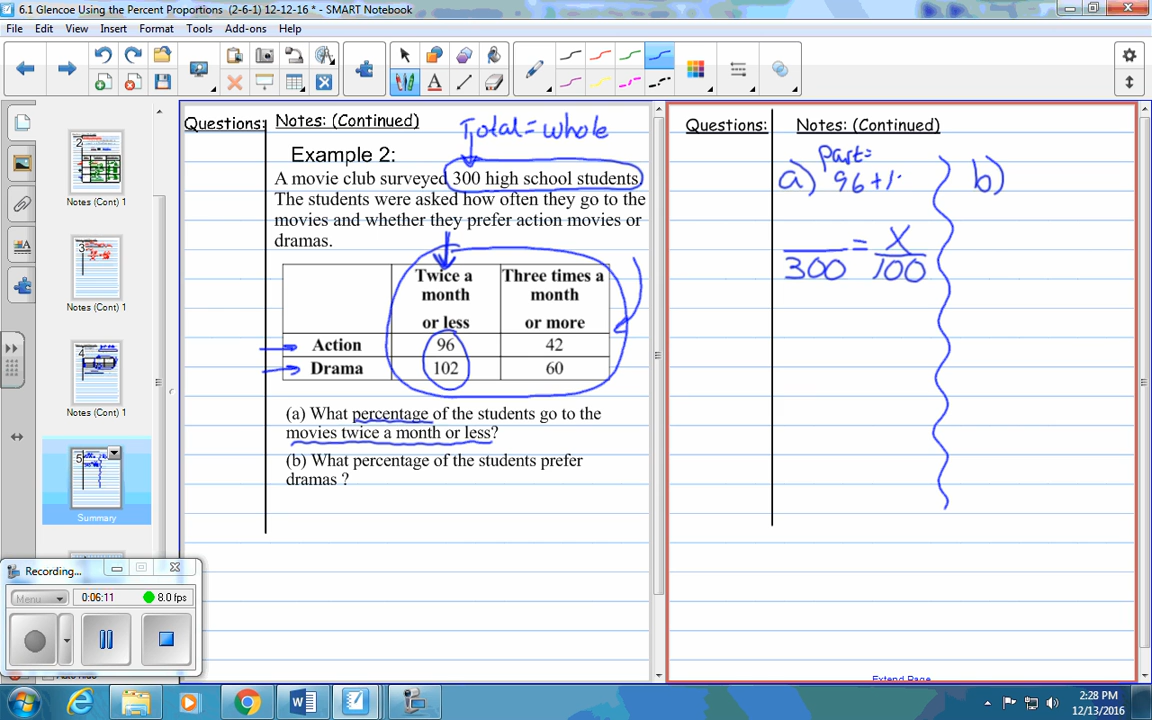 6.1 Glencoe Using the Percent Proportions (2-6-1) 12-12-16 * - SMART Notebook
File Edit View Insert Format Tools Add-ons Help
Questions:
Notes: (Continued)
Total = whole
Example 2:
A movie club surveyed 300 high school students.
The students were asked how often they go to the
movies and whether they prefer action movies or
dramas.
Twice a month or less
Three times a month or more
Action 96 42
Drama 102 60
(a) What percentage of the students go to the
movies twice a month or less?
(b) What percentage of the students prefer
dramas ?
Questions:
Notes: (Continued)
part=
a) 96 + 1
b)
300 = x
100
2
Notes (Cont) 1
3
Notes (Cont) 1
4
Notes (Cont) 1
5
Summary
Recording...
Menu
0:06:11
8.0 fps
Extend Page
2:28 PM
12/13/2016